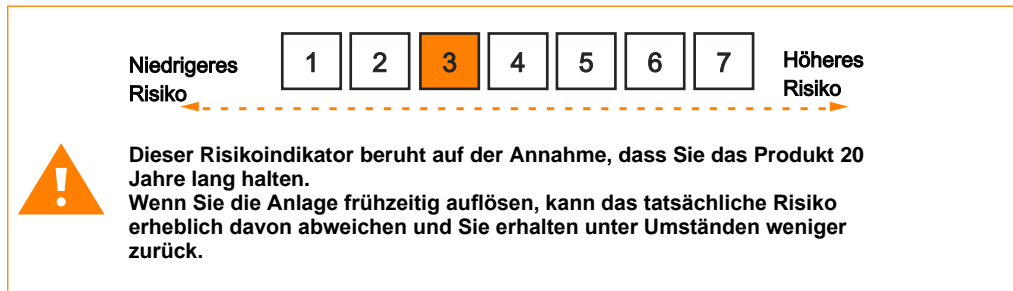 Niedrigeres
Risiko
1 2 3 4 5 6 7
Höheres
Risiko
!
Dieser Risikoindikator beruht auf der Annahme, dass Sie das Produkt 20
Jahre lang halten.
Wenn Sie die Anlage frühzeitig auflösen, kann das tatsächliche Risiko
erheblich davon abweichen und Sie erhalten unter Umständen weniger
zurück.